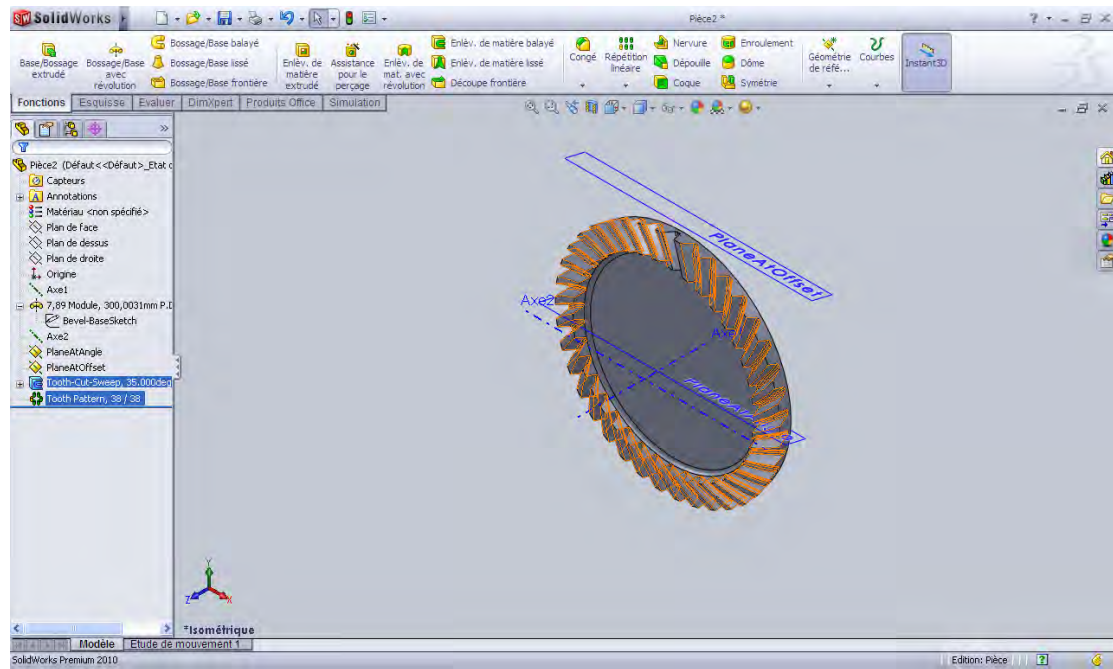 SolidWorks
Pièce2 *
Base/Bossage extrudé
Bossage/Base avec révolution
Bossage/Base balayé
Bossage/Base lissé
Bossage/Base frontière
Enlèv. de matière extrudé
Assistance pour le perçage
Enlèv. de mat. avec révolution
Enlèv. de matière balayé
Enlèv. de matière lissé
Découpe frontière
Congé
Répétition linéaire
Nervure
Dépouille
Coque
Enroulement
Dôme
Symétrie
Géométrie de réfé...
Courbes
Instant3D
Fonctions Esquisse Evaluer DimXpert Produits Office Simulation
Pièce2 (Défaut<<Défaut>_Etat c
Capteurs
Annotations
Matériau <non spécifié>
Plan de face
Plan de dessus
Plan de droite
Origine
Axe1
7,89 Module, 300,0031mm P.D
Bevel-BaseSketch
Axe2
PlaneAtAngle
PlaneAtOffset
Tooth-Cut-Sweep, 35.000deg
Tooth Pattern, 38 / 38
PlaneAtOffset
Axe2
Y
Z
X
*Isométrique
Modèle Etude de mouvement 1
SolidWorks Premium 2010
Edition: Pièce